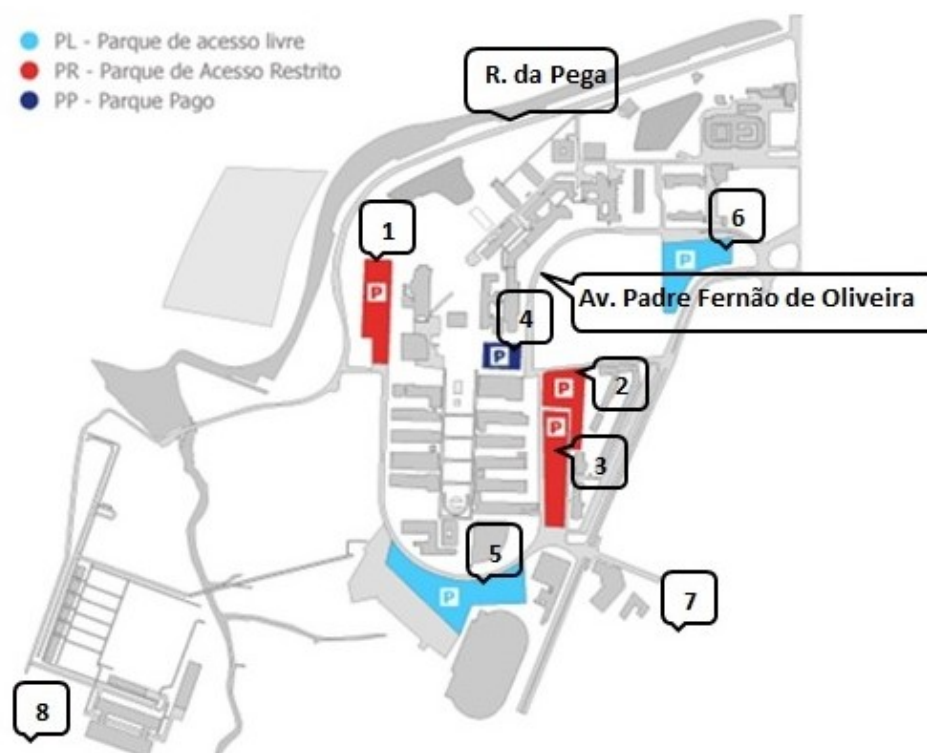 PL - Parque de acesso livre
PR - Parque de Acesso Restrito
PP - Parque Pago
R. da Pega
1
P
6
P
Av. Padre Fernão de Oliveira
4
P
2
P
P
3
5
P
7
8